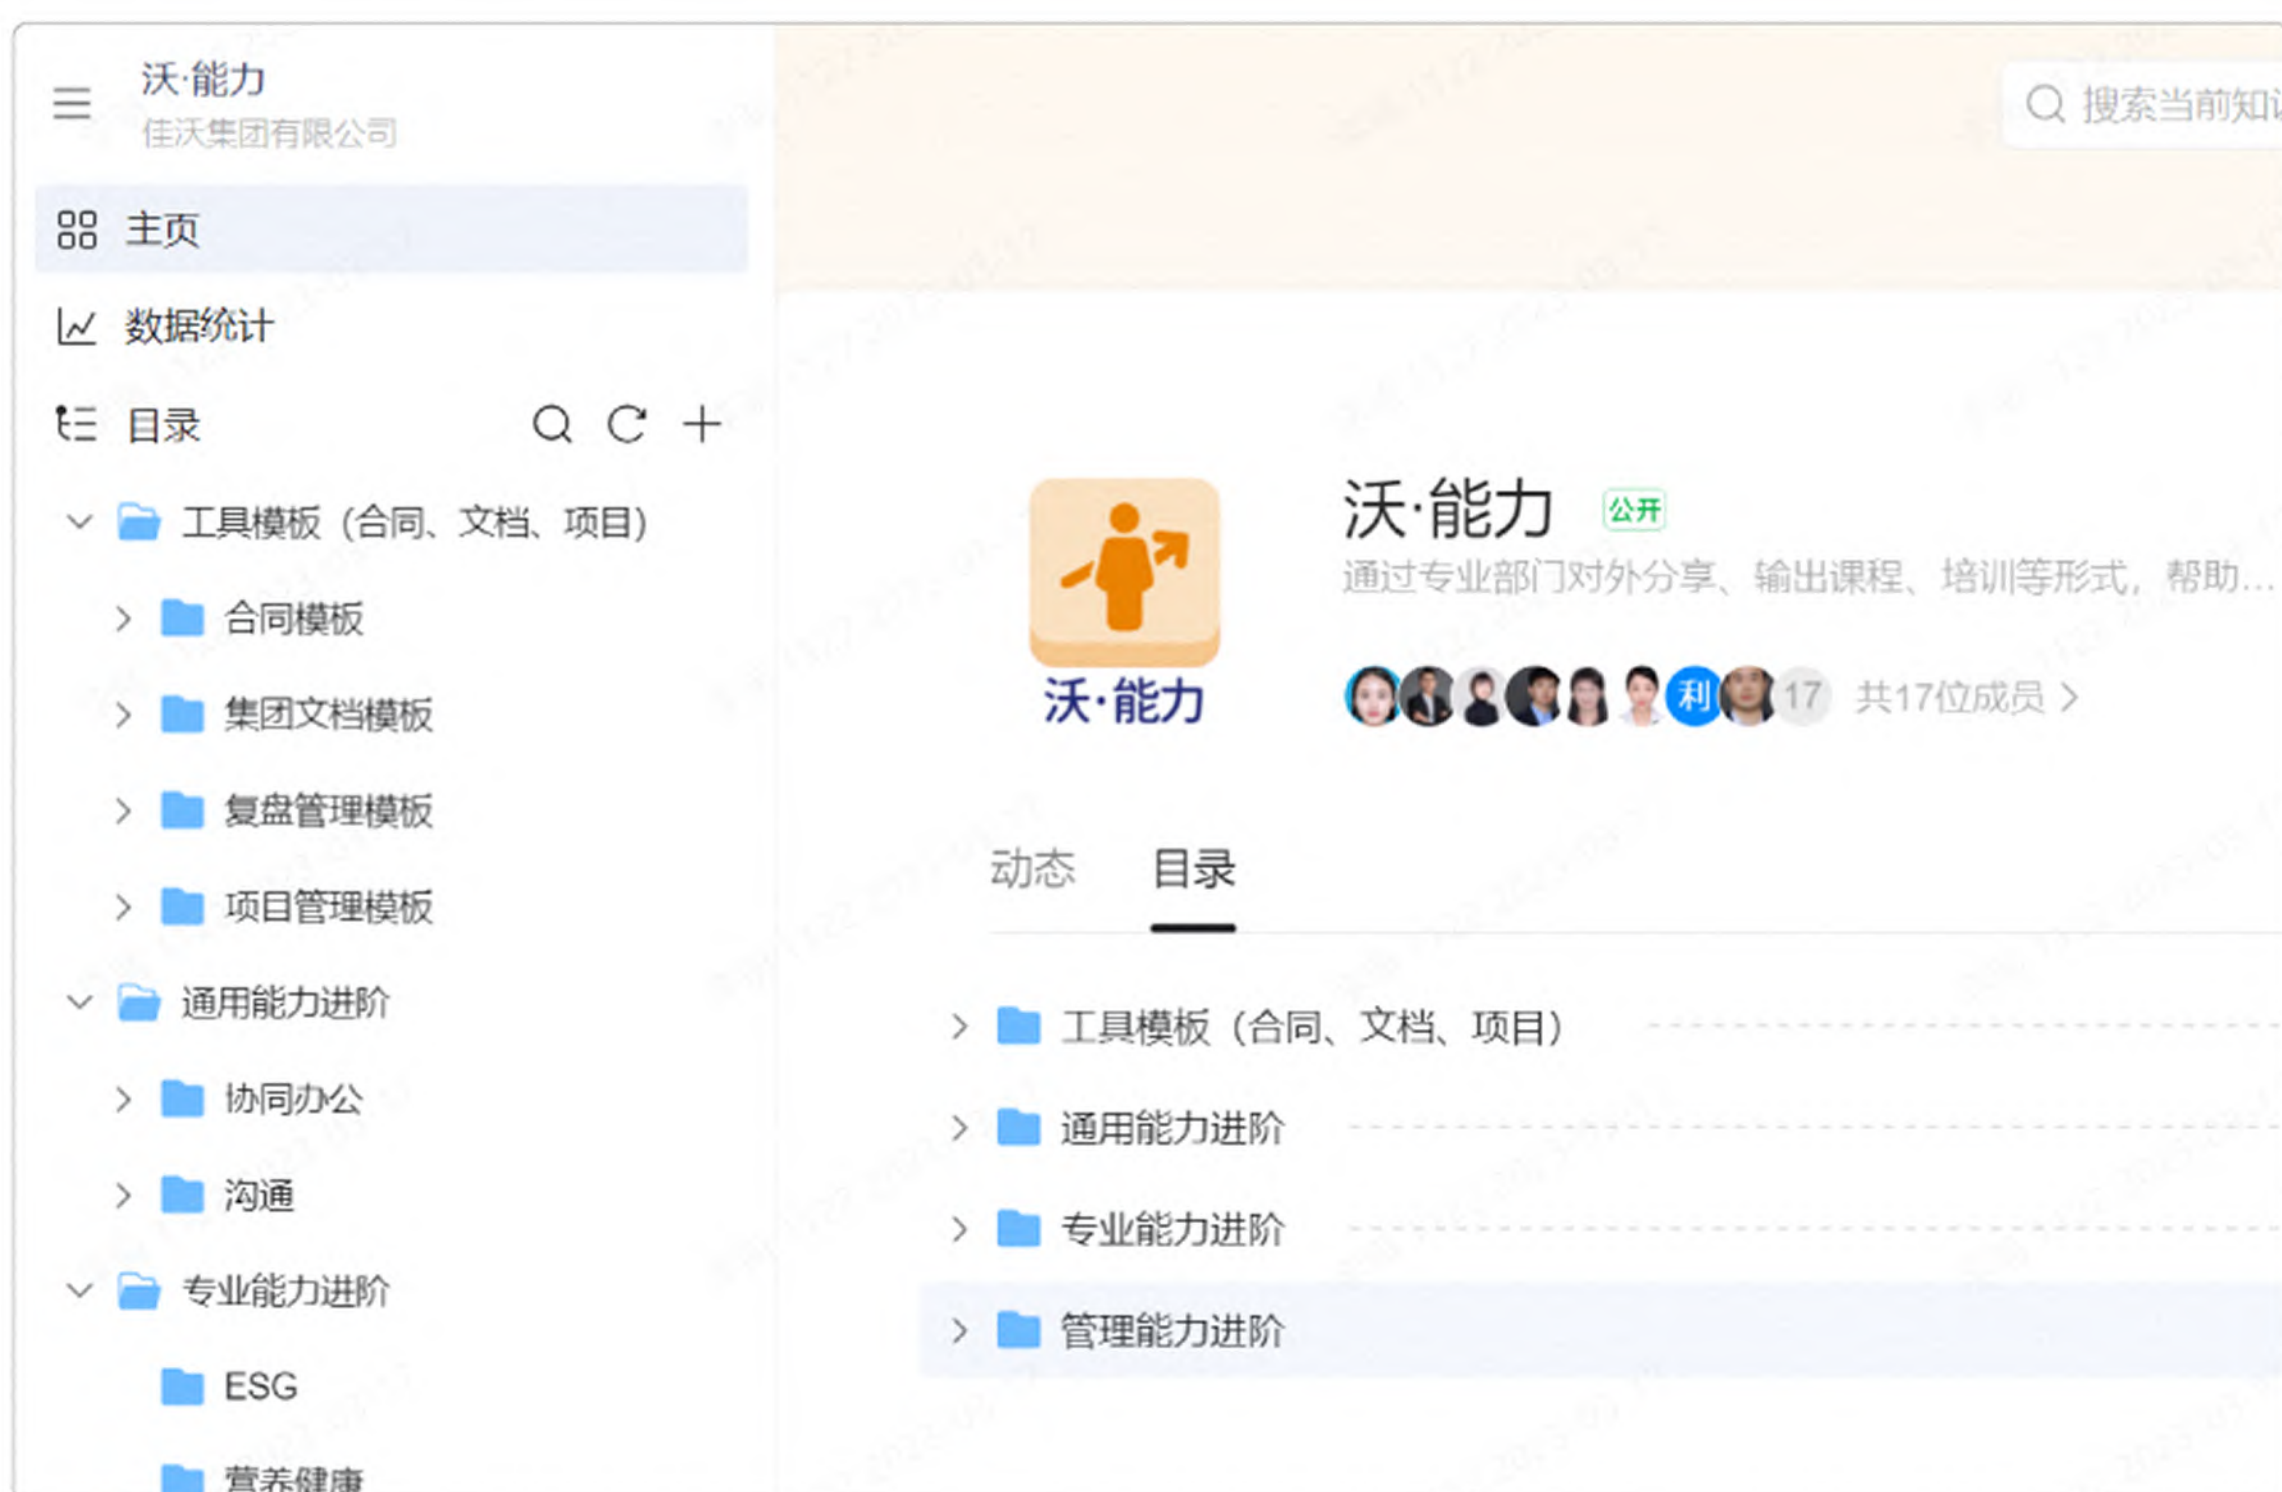 沃·能力
佳沃集团有限公司
主页
数据统计
目录
工具模板（合同、文档、项目）
合同模板
集团文档模板
复盘管理模板
项目管理模板
通用能力进阶
协同办公
沟通
专业能力进阶
ESG
营养健康
搜索当前知
沃·能力 公开
通过专业部门对外分享、输出课程、培训等形式，帮助...
沃·能力
利 17 共17位成员
动态 目录
工具模板（合同、文档、项目）
通用能力进阶
专业能力进阶
管理能力进阶